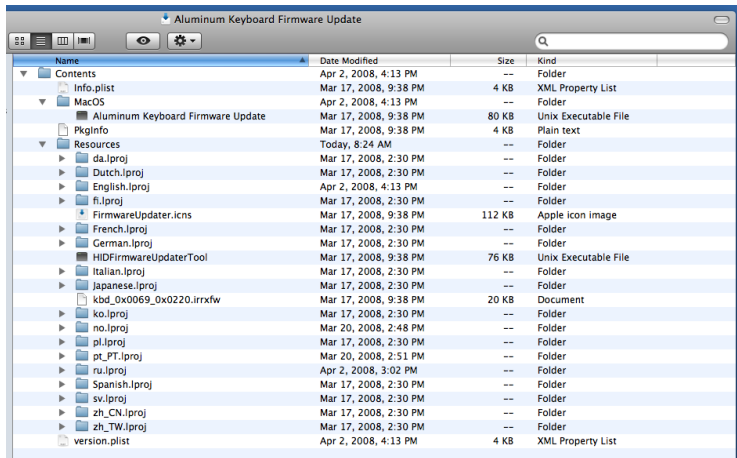 Aluminum Keyboard Firmware Update
Name Date Modified Size Kind
Contents Apr 2, 2008, 4:13 PM -- Folder
Info.plist Mar 17, 2008, 9:38 PM 4 KB XML Property List
MacOS Apr 2, 2008, 4:13 PM -- Folder
Aluminum Keyboard Firmware Update Mar 17, 2008, 9:38 PM 80 KB Unix Executable File
PkgInfo Mar 17, 2008, 9:38 PM 4 KB Plain text
Resources Today, 8:24 AM -- Folder
da.lproj Mar 17, 2008, 2:30 PM -- Folder
Dutch.lproj Mar 17, 2008, 2:30 PM -- Folder
English.lproj Apr 2, 2008, 4:13 PM -- Folder
fi.lproj Mar 17, 2008, 2:30 PM -- Folder
FirmwareUpdater.icns Mar 17, 2008, 9:38 PM 112 KB Apple icon image
French.lproj Mar 17, 2008, 2:30 PM -- Folder
German.lproj Mar 17, 2008, 2:30 PM -- Folder
HIDFirmwareUpdaterTool Mar 17, 2008, 9:38 PM 76 KB Unix Executable File
Italian.lproj Mar 17, 2008, 2:30 PM -- Folder
Japanese.lproj Mar 17, 2008, 2:30 PM -- Folder
kbd_0x0069_0x0220.irrxfw Mar 17, 2008, 9:38 PM 20 KB Document
ko.lproj Mar 17, 2008, 2:30 PM -- Folder
no.lproj Mar 20, 2008, 2:48 PM -- Folder
pl.lproj Mar 17, 2008, 2:30 PM -- Folder
pt_PT.lproj Mar 20, 2008, 2:51 PM -- Folder
ru.lproj Apr 2, 2008, 3:02 PM -- Folder
Spanish.lproj Mar 17, 2008, 2:30 PM -- Folder
sv.lproj Mar 17, 2008, 2:30 PM -- Folder
zh_CN.lproj Mar 17, 2008, 2:30 PM -- Folder
zh_TW.lproj Mar 17, 2008, 2:30 PM -- Folder
version.plist Apr 2, 2008, 4:13 PM 4 KB XML Property List